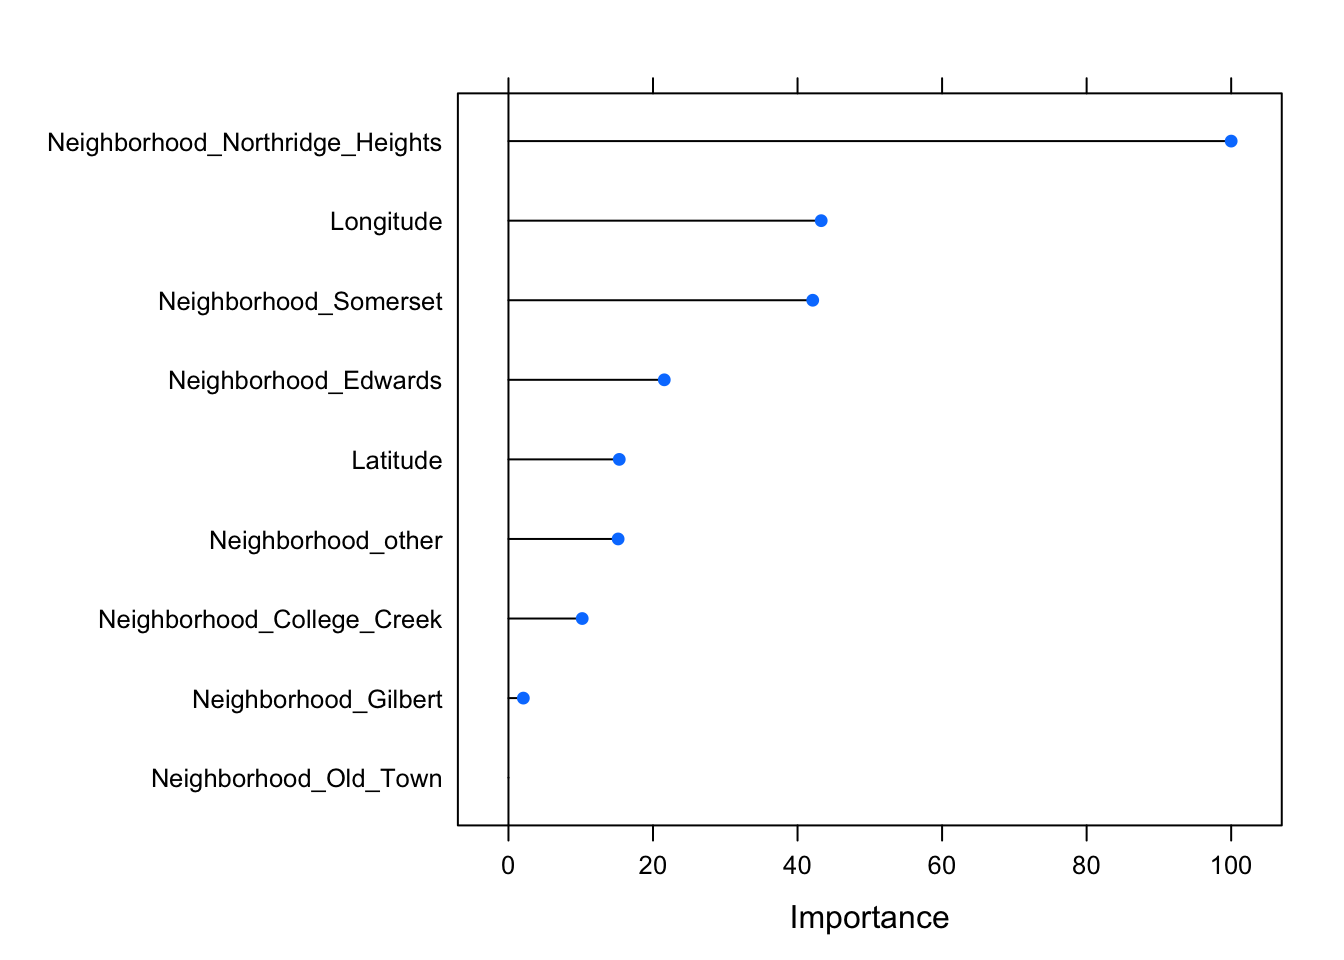 Neighborhood_Northridge_Heights
Longitude
Neighborhood_Somerset
Neighborhood_Edwards
Latitude
Neighborhood_other
Neighborhood_College_Creek
Neighborhood_Gilbert
Neighborhood_Old_Town
0 20 40 60 80 100
Importance